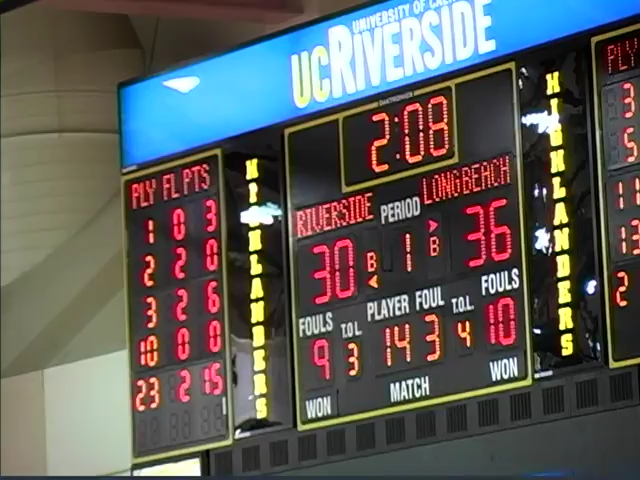 UNIVERSITY OF CAL
UCRIVERSIDE
DAKTRONICS
2:08
RIVERSIDE PERIOD LONG BEACH
30 B 1 B 36
FOULS T.O.L PLAYER FOUL T.O.L FOULS
9 3 14 3 4 10
WON MATCH WON
PLY FL PTS
1 0 3
2 2 0
3 2 6
10 0 0
23 2 15
HIGHLANDERS
HIGHLANDERS
PLY
3
5
11
13
2